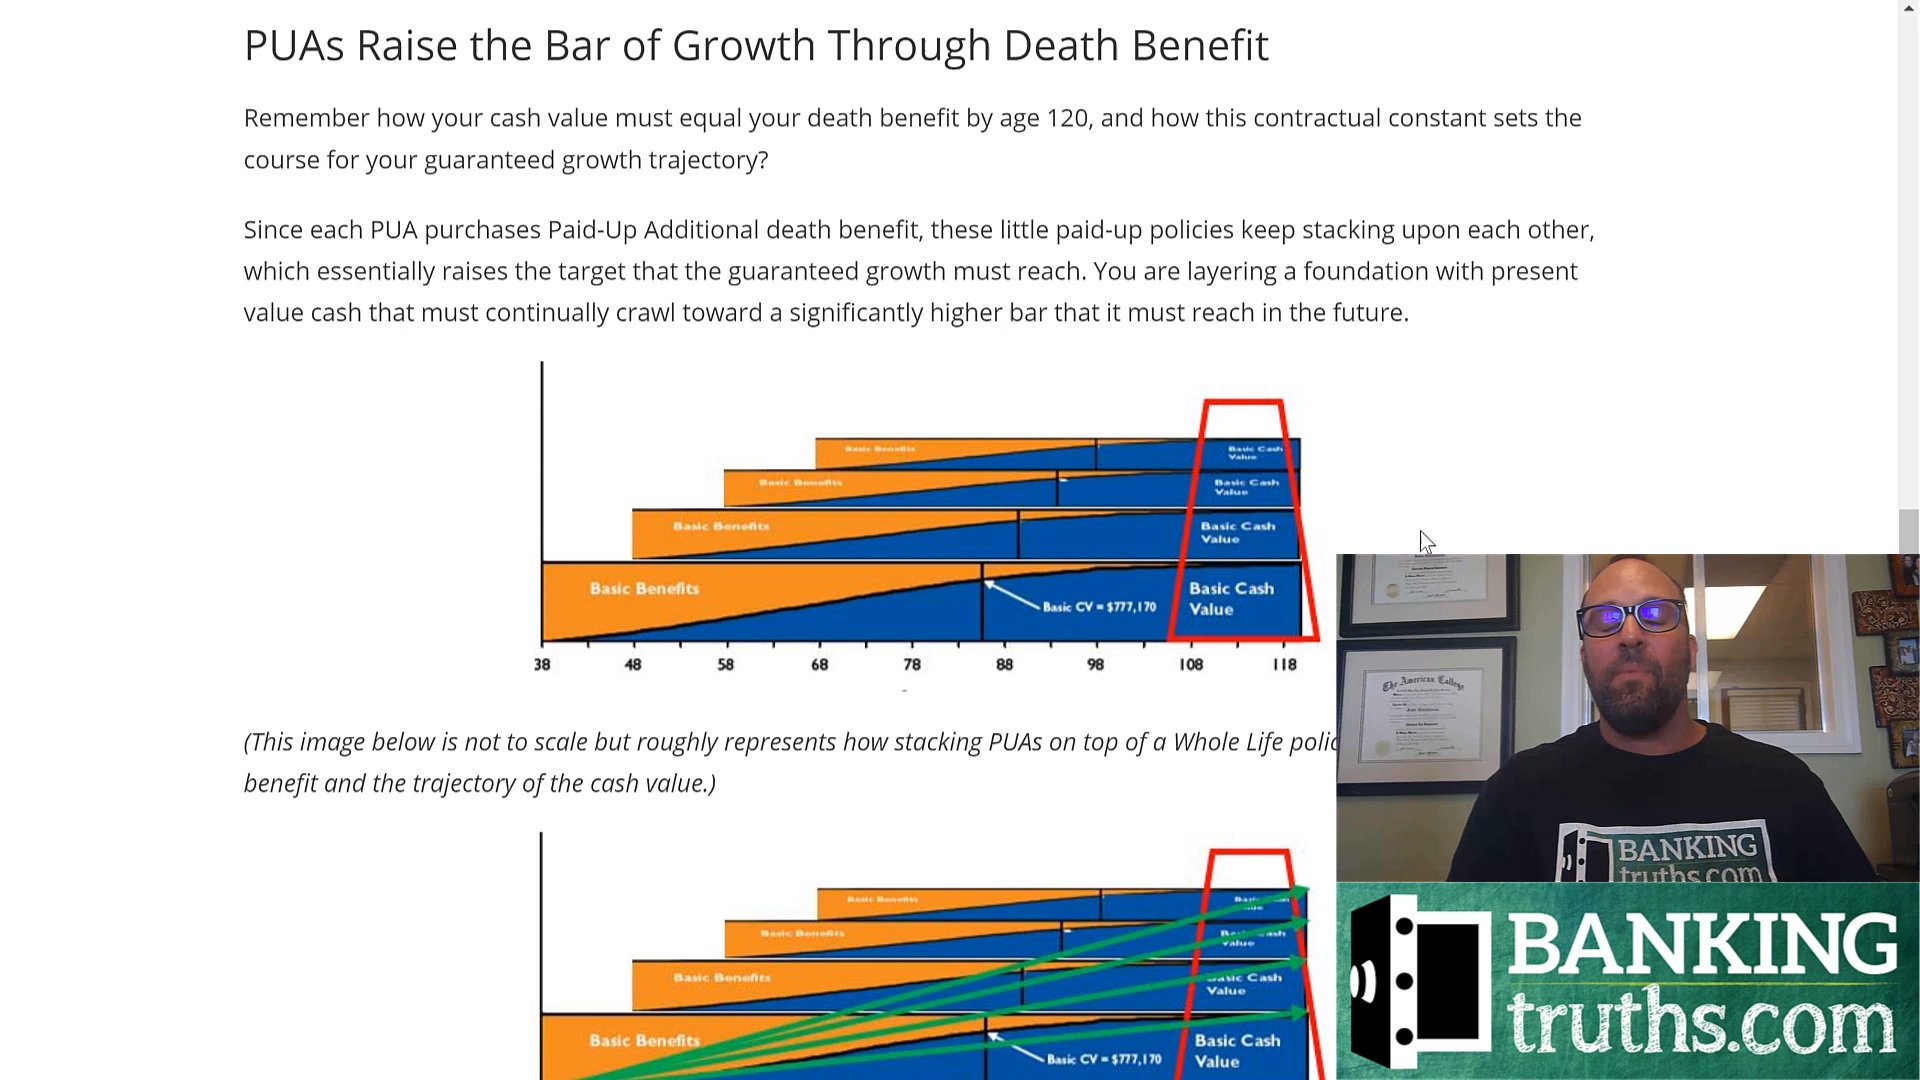 PUAs Raise the Bar of Growth Through Death Benefit
Remember how your cash value must equal your death benefit by age 120, and how this contractual constant sets the
course for your guaranteed growth trajectory?
Since each PUA purchases Paid-Up Additional death benefit, these little paid-up policies keep stacking upon each other,
which essentially raises the target that the guaranteed growth must reach. You are layering a foundation with present
value cash that must continually crawl toward a significantly higher bar that it must reach in the future.
Basic Benefits
Basic Cash
Value
Basic Benefits
Basic Cash
Value
Basic Benefits
Basic Cash
Value
Basic Benefits
Basic CV = $777,170
Basic Cash
Value
38 48 58 68 78 88 98 108 118
(This image below is not to scale but roughly represents how stacking PUAs on top of a Whole Life
benefit and the trajectory of the cash value.)
Basic Benefits
Basic Benefits
Value
Basic Benefits
Cash
Value
Basic Benefits
Basic CV = $777,170
Basic Cash
Value
The American College
BANKING
truths.com
BANKING
truths.com